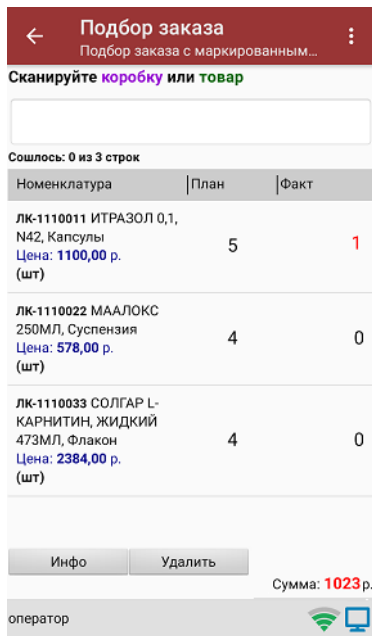 Подбор заказа
Подбор заказа с маркированным...
Сканируйте коробку или товар
Сошлось: 0 из 3 строк
Номенклатура План Факт
ЛК-1110011 ИТРАЗОЛ 0,1,
N42, Капсулы
Цена: 1100,00 р.
(шт)
5 1
ЛК-1110022 МААЛОКС
250МЛ, Суспензия
Цена: 578,00 р.
(шт)
4 0
ЛК-1110033 СОЛГАР L-
КАРНИТИН, ЖИДКИЙ
473МЛ, Флакон
Цена: 2384,00 р.
(шт)
4 0
Инфо Удалить
Сумма: 1023 р.
оператор